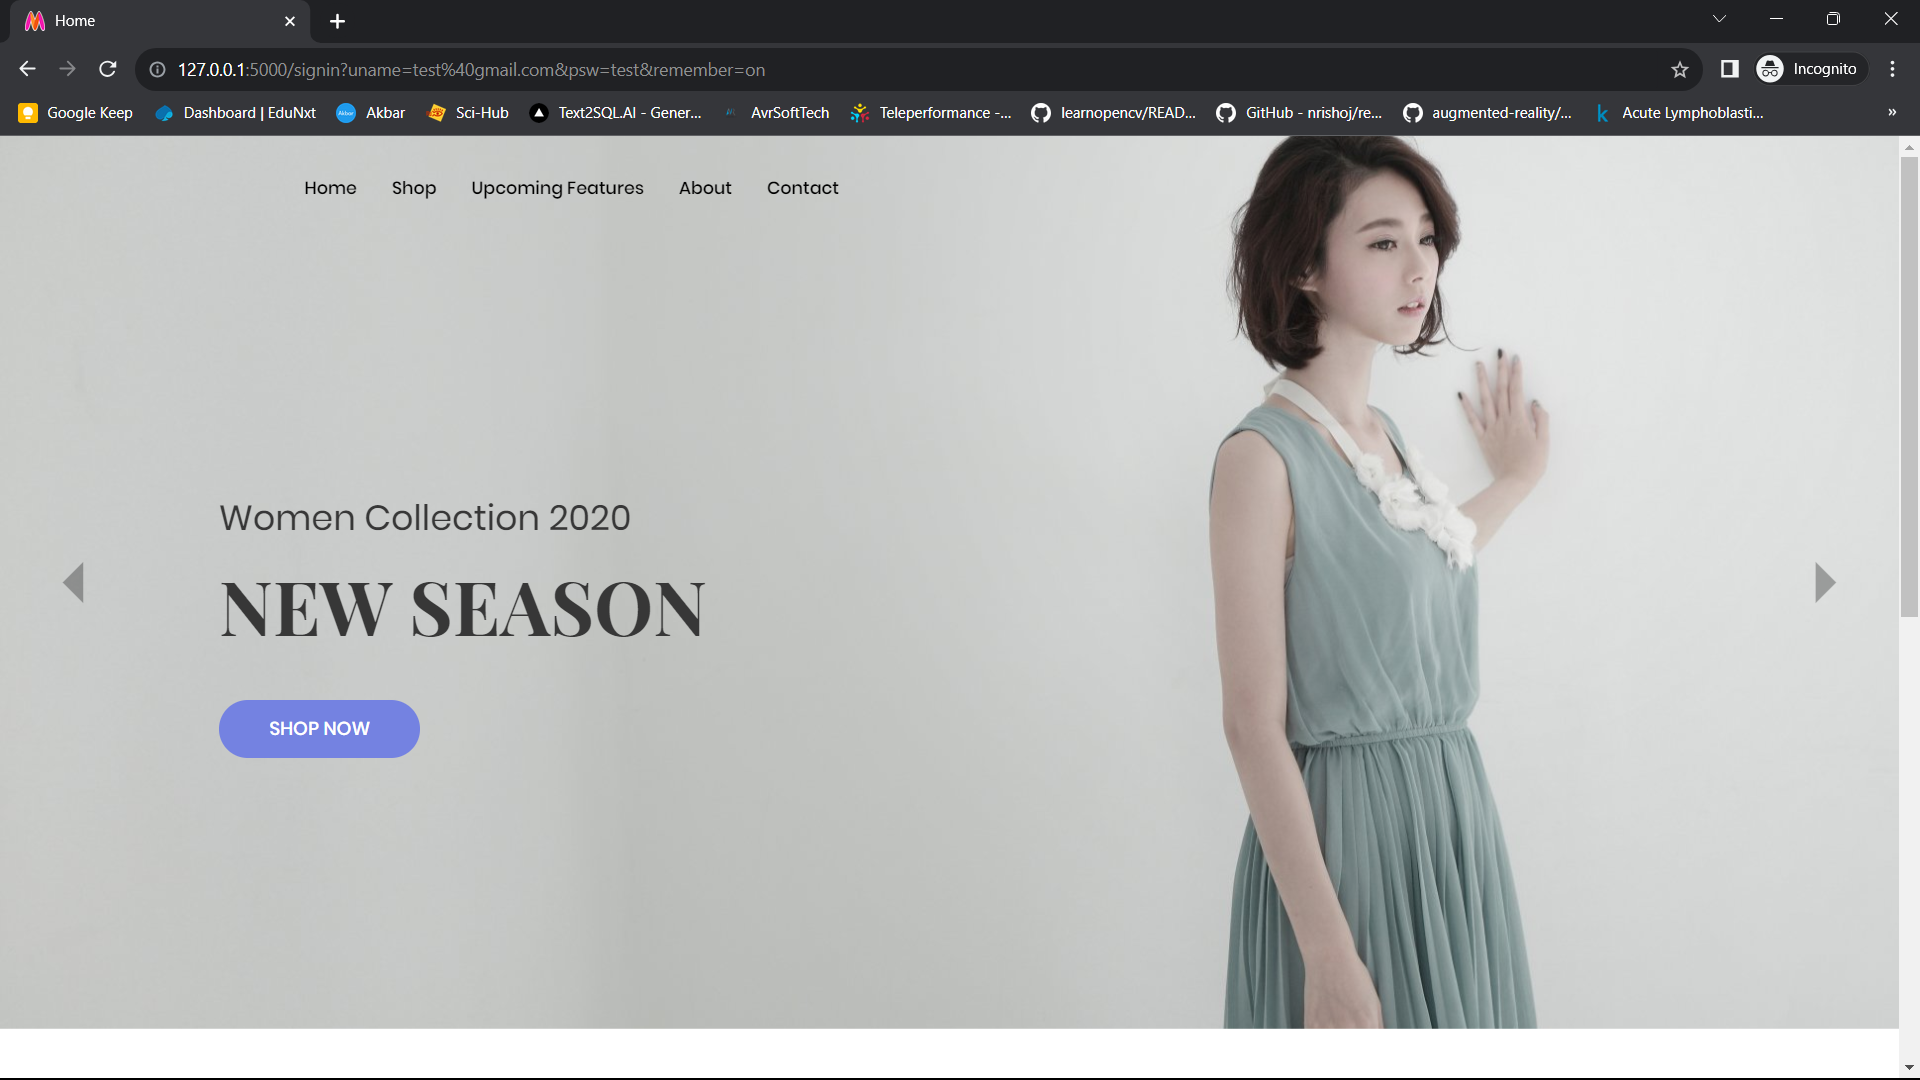 Home
127.0.0.1:5000/signin?uname=test%40gmail.com&psw=test&remember=on
Incognito
Google Keep
Dashboard | EduNxt
Akbar
Sci-Hub
Text2SQL.AI - Gener...
AvrSoftTech
Teleperformance -...
learnopencv/READ...
GitHub - nrishoj/re...
augmented-reality/...
Acute Lymphoblasti...
»
Home Shop Upcoming Features About Contact
Women Collection 2020
NEW SEASON
SHOP NOW